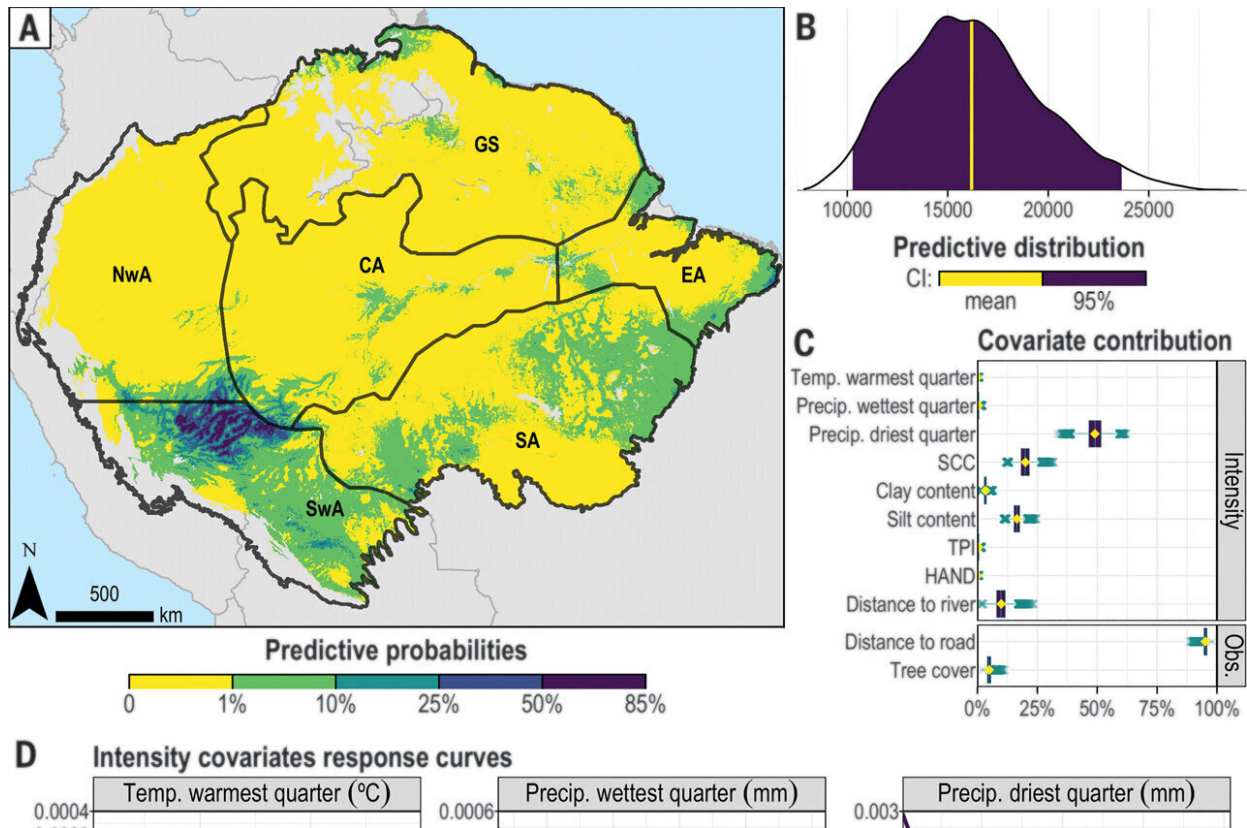 A
GS
NwA
CA
EA
SA
SwA
N
500
km
Predictive probabilities
0 1% 10% 25% 50% 85%
B
10000 15000 20000 25000
Predictive distribution
CI:
mean 95%
C Covariate contribution
Temp. warmest quarter
Precip. wettest quarter
Precip. driest quarter
SCC
Clay content
Silt content
TPI
HAND
Distance to river
Intensity
Distance to road
Tree cover
Obs.
0% 25% 50% 75% 100%
D Intensity covariates response curves
Temp. warmest quarter (ºC) Precip. wettest quarter (mm) Precip. driest quarter (mm)
0.0004 0.0006 0.003